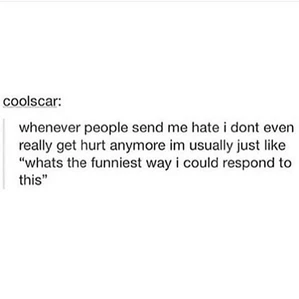 coolscar:
whenever people send me hate i dont even
really get hurt anymore im usually just like
“whats the funniest way i could respond to
this”